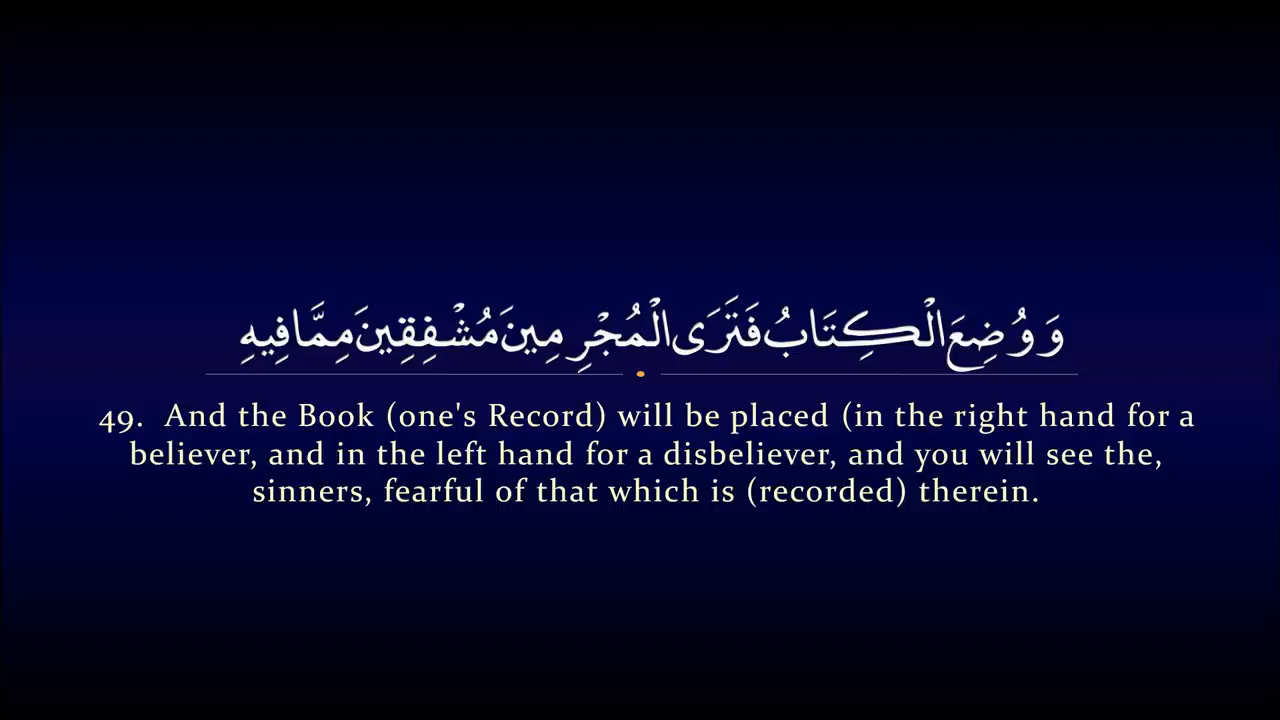 وَوُضِعَ الْكِتَابُ فَتَرَى الْمُجْرِمِينَ مُشْفِقِينَ مِمَّا فِيهِ
49. And the Book (one's Record) will be placed (in the right hand for a
believer, and in the left hand for a disbeliever, and you will see the,
sinners, fearful of that which is (recorded) therein.